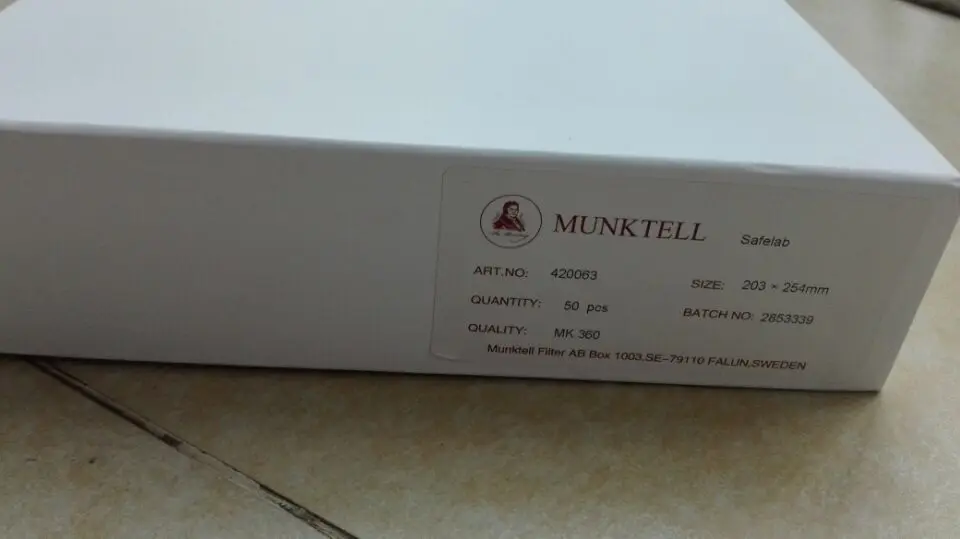 MUNKTELL Safelab
ART.NO: 420063
SIZE: 203 × 254mm
QUANTITY: 50 pcs
BATCH NO: 2853339
QUALITY: MK 360
Munktell Filter AB Box 1003.SE-79110 FALUN.SWEDEN